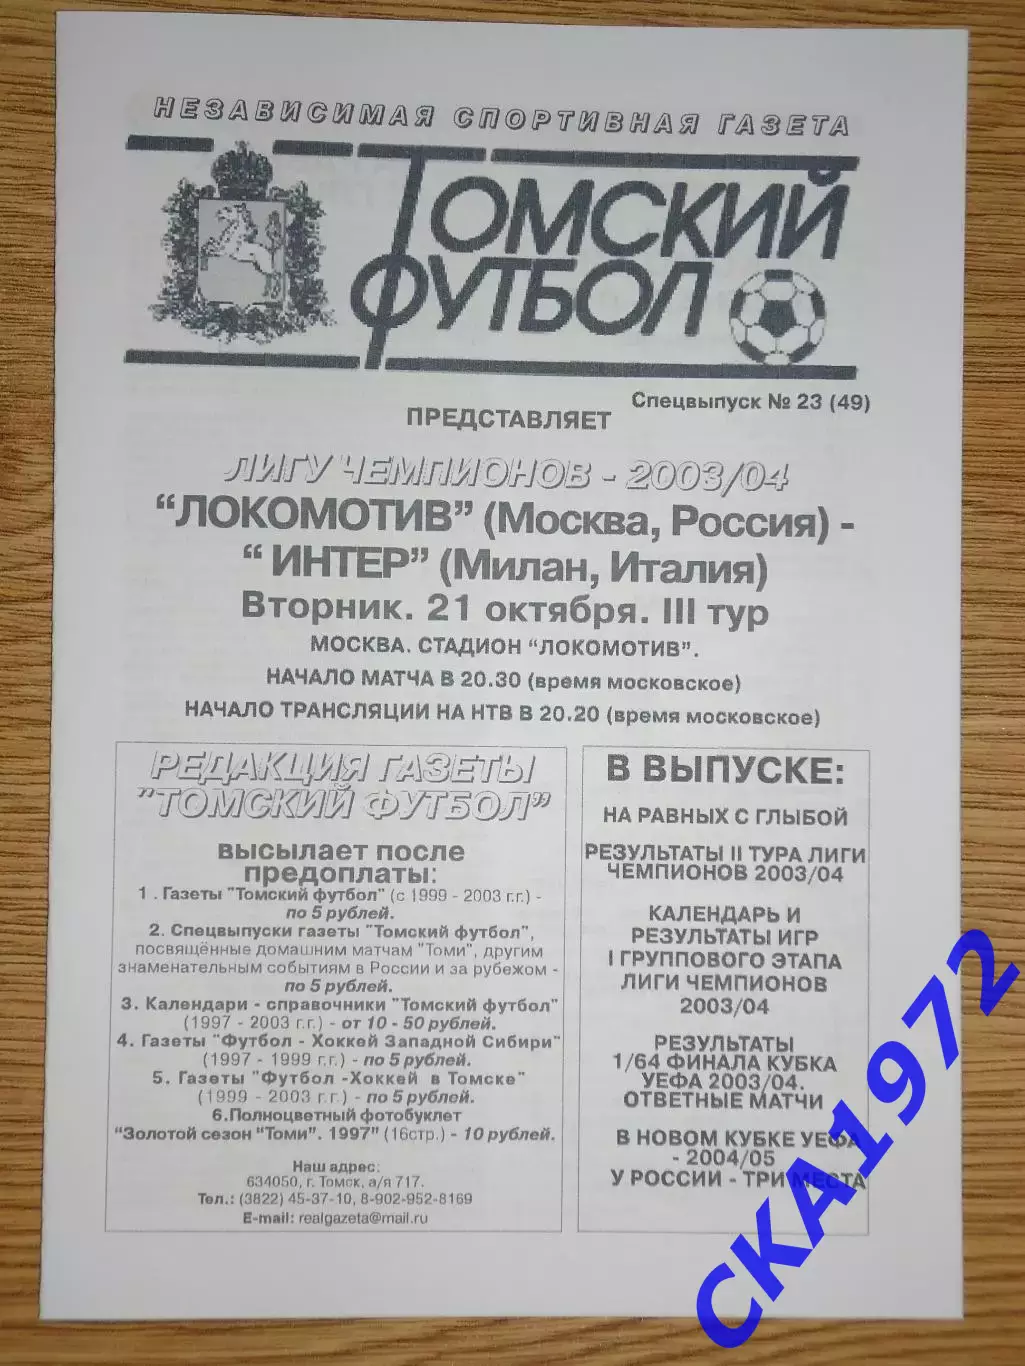 НЕЗАВИСИМАЯ СПОРТИВНАЯ ГАЗЕТА
ТОМСКИЙ
ФУТБОЛ
Спецвыпуск № 23 (49)
ПРЕДСТАВЛЯЕТ
ЛИГУ ЧЕМПИОНОВ - 2003/04
“ЛОКОМОТИВ” (Москва, Россия) -
“ ИНТЕР” (Милан, Италия)
Вторник. 21 октября. III тур
МОСКВА. СТАДИОН “ЛОКОМОТИВ”.
НАЧАЛО МАТЧА В 20.30 (время московское)
НАЧАЛО ТРАНСЛЯЦИИ НА НТВ В 20.20 (время московское)
РЕДАКЦИЯ ГАЗЕТЫ
"ТОМСКИЙ ФУТБОЛ"
высылает после
предоплаты:
1 . Газеты "Томский футбол" (с 1999 - 2003 г.г.) -
по 5 рублей.
2. Спецвыпуски газеты "Томский футбол",
посвящённые домашним матчам "Томи", другим
знаменательным событиям в России и за рубежом -
по 5 рублей.
3. Календари - справочники "Томский футбол"
(1997 - 2003 г.г.) - от 10 - 50 рублей.
4. Газеты "Футбол - Хоккей Западной Сибири"
(1997 - 1999 г.г.) - по 5 рублей.
5. Газеты "Футбол -Хоккей в Томске"
(1999 - 2003 г.г.) - по 5 рублей.
6.Полноцветный фотобуклет
“Золотой сезон “Томи”. 1997” (16стр.) - 10 рублей.
Наш адрес:
634050, г. Томск, а/я 717.
Тел.: (3822) 45-37-10, 8-902-952-8169
E-mail: realgazeta@mail.ru
В ВЫПУСКЕ:
НА РАВНЫХ С ГЛЫБОЙ
РЕЗУЛЬТАТЫ II ТУРА ЛИГИ
ЧЕМПИОНОВ 2003/04
КАЛЕНДАРЬ И
РЕЗУЛЬТАТЫ ИГР
I ГРУППОВОГО ЭТАПА
ЛИГИ ЧЕМПИОНОВ
2003/04
РЕЗУЛЬТАТЫ
1/64 ФИНАЛА КУБКА
УЕФА 2003/04.
ОТВЕТНЫЕ МАТЧИ
В НОВОМ КУБКЕ УЕФА
- 2004/05
У РОССИИ - ТРИ МЕСТА
СКА1972